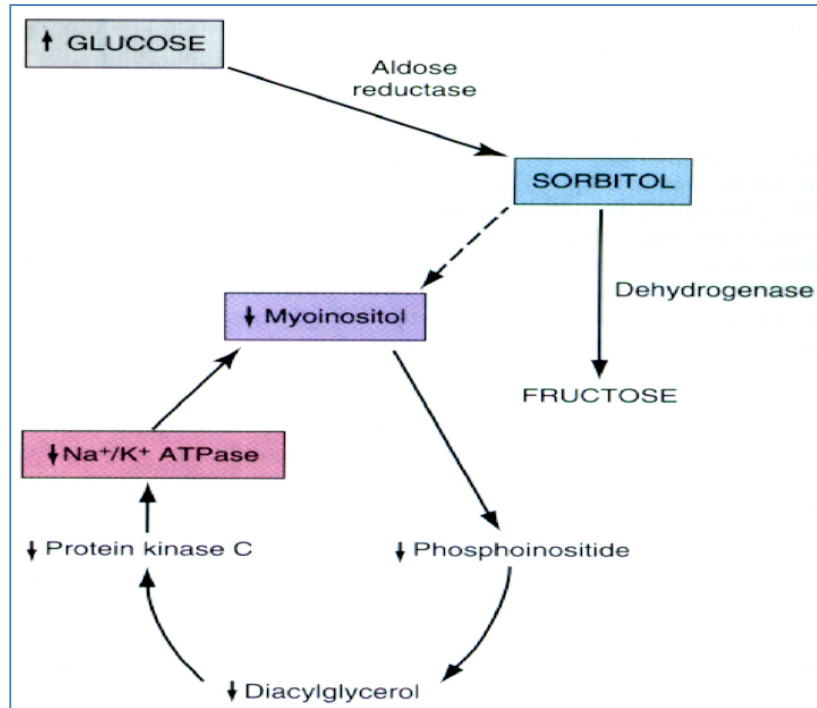 ↑ GLUCOSE
Aldose
reductase
SORBITOL
Dehydrogenase
↓ Myoinositol
FRUCTOSE
↓Na⁺/K⁺ ATPase
↓ Protein kinase C
↓ Phosphoinositide
↓ Diacylglycerol